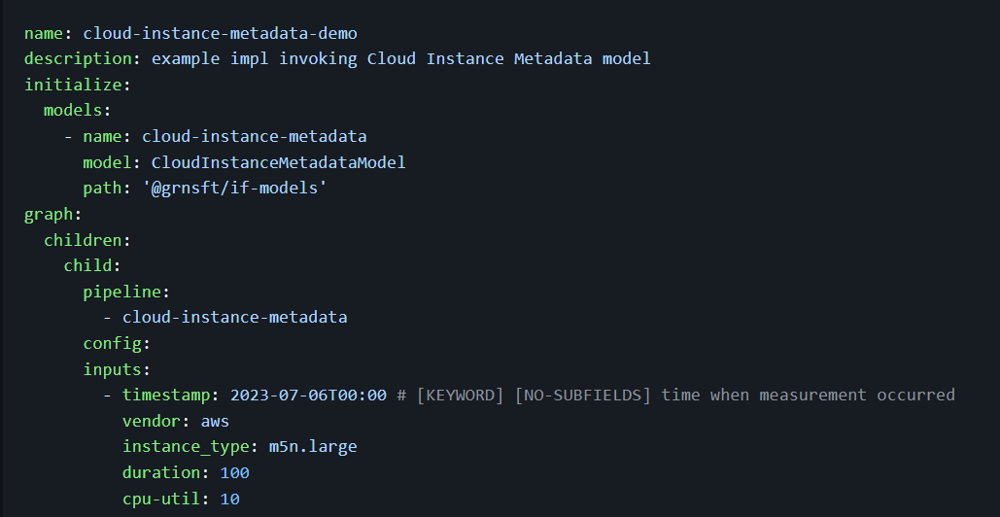 name: cloud-instance-metadata-demo
description: example impl invoking Cloud Instance Metadata model
initialize:
  models:
    - name: cloud-instance-metadata
      model: CloudInstanceMetadataModel
      path: '@grnsft/if-models'
graph:
  children:
    child:
      pipeline:
        - cloud-instance-metadata
      config:
      inputs:
        - timestamp: 2023-07-06T00:00 # [KEYWORD] [NO-SUBFIELDS] time when measurement occurred
          vendor: aws
          instance_type: m5n.large
          duration: 100
          cpu-util: 10